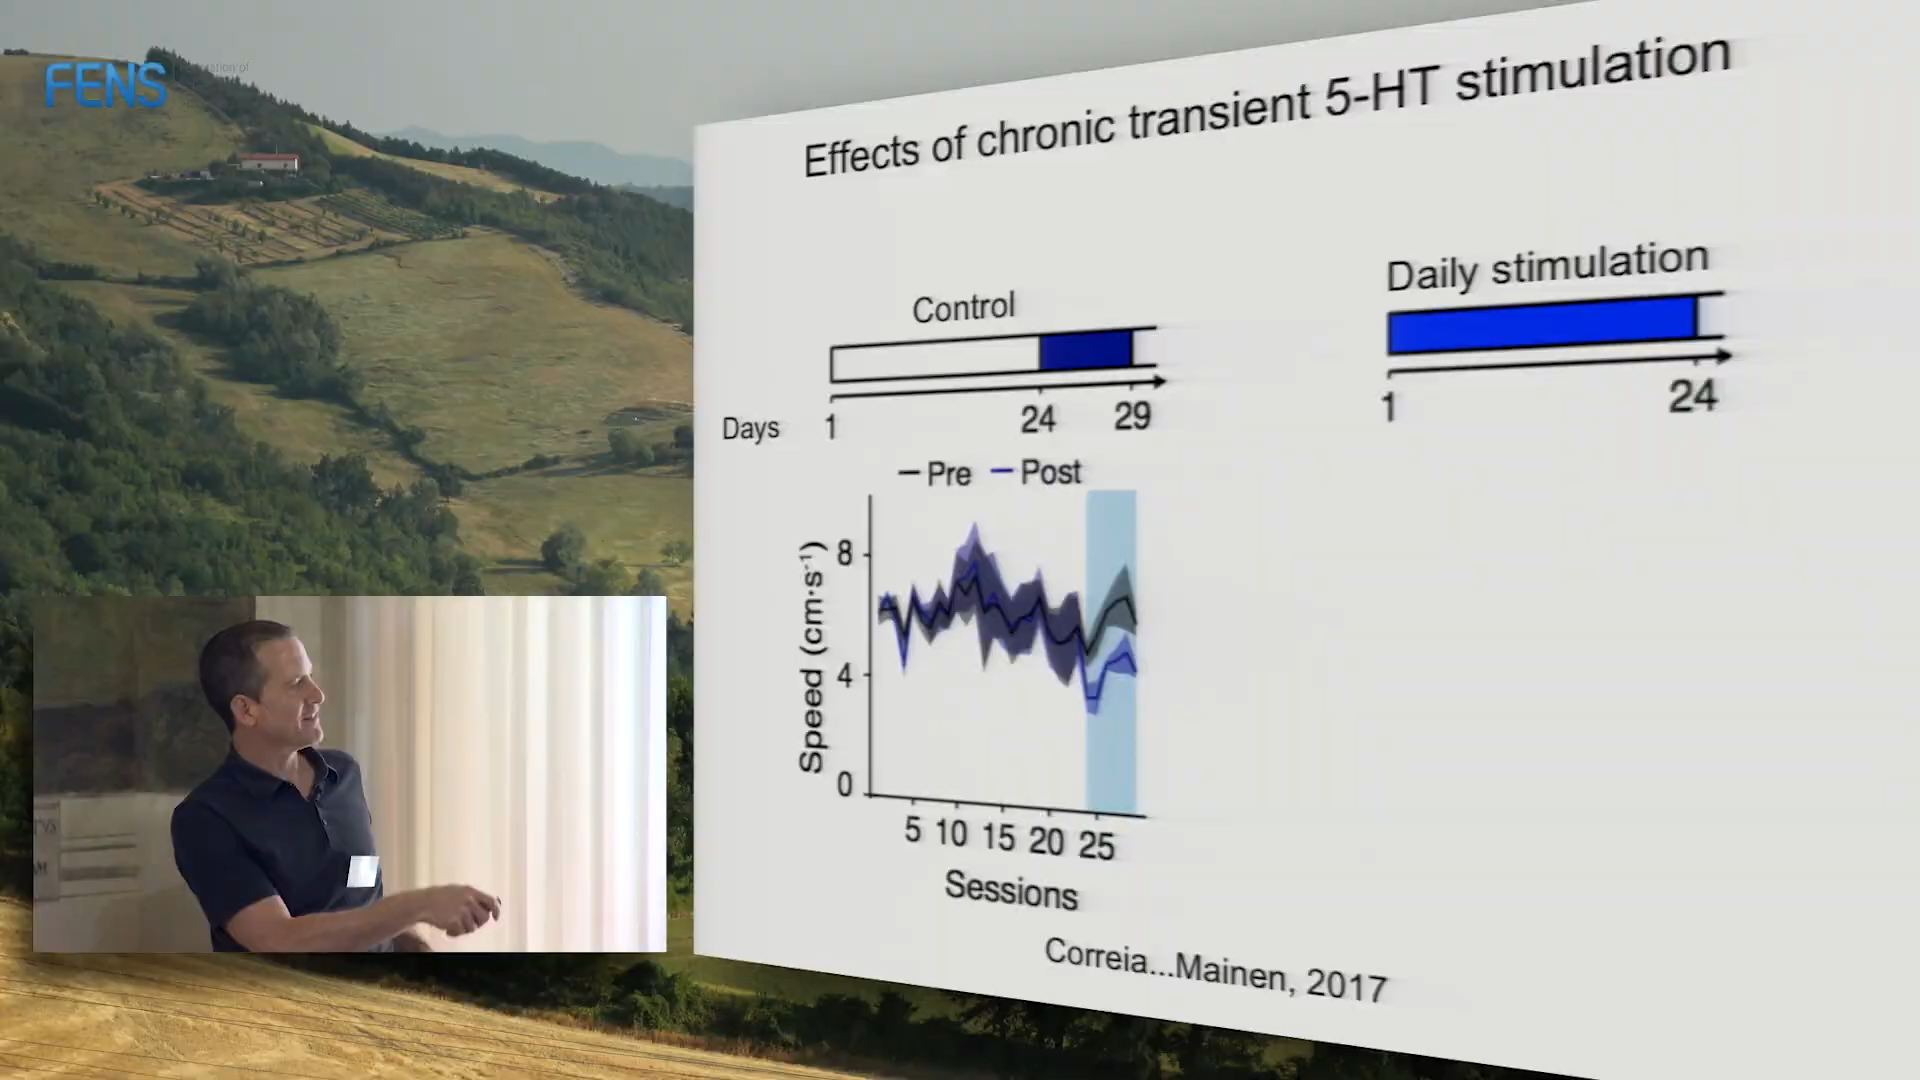 FENS
Effects of chronic transient 5-HT stimulation
Control
Daily stimulation
Days 1 24 29
1 24
Pre Post
Speed (cm·s⁻¹)
8
4
0
5 10 15 20 25
Sessions
Correia...Mainen, 2017